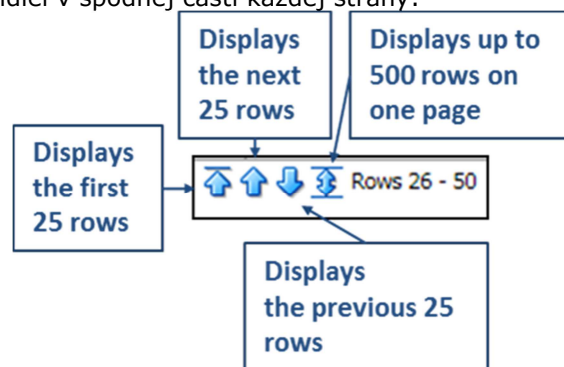 v spodnej časti každej strany:
Displays
the next
25 rows
Displays up to
500 rows on
one page
Displays
the first
25 rows
Rows 26 - 50
Displays
the previous 25
rows